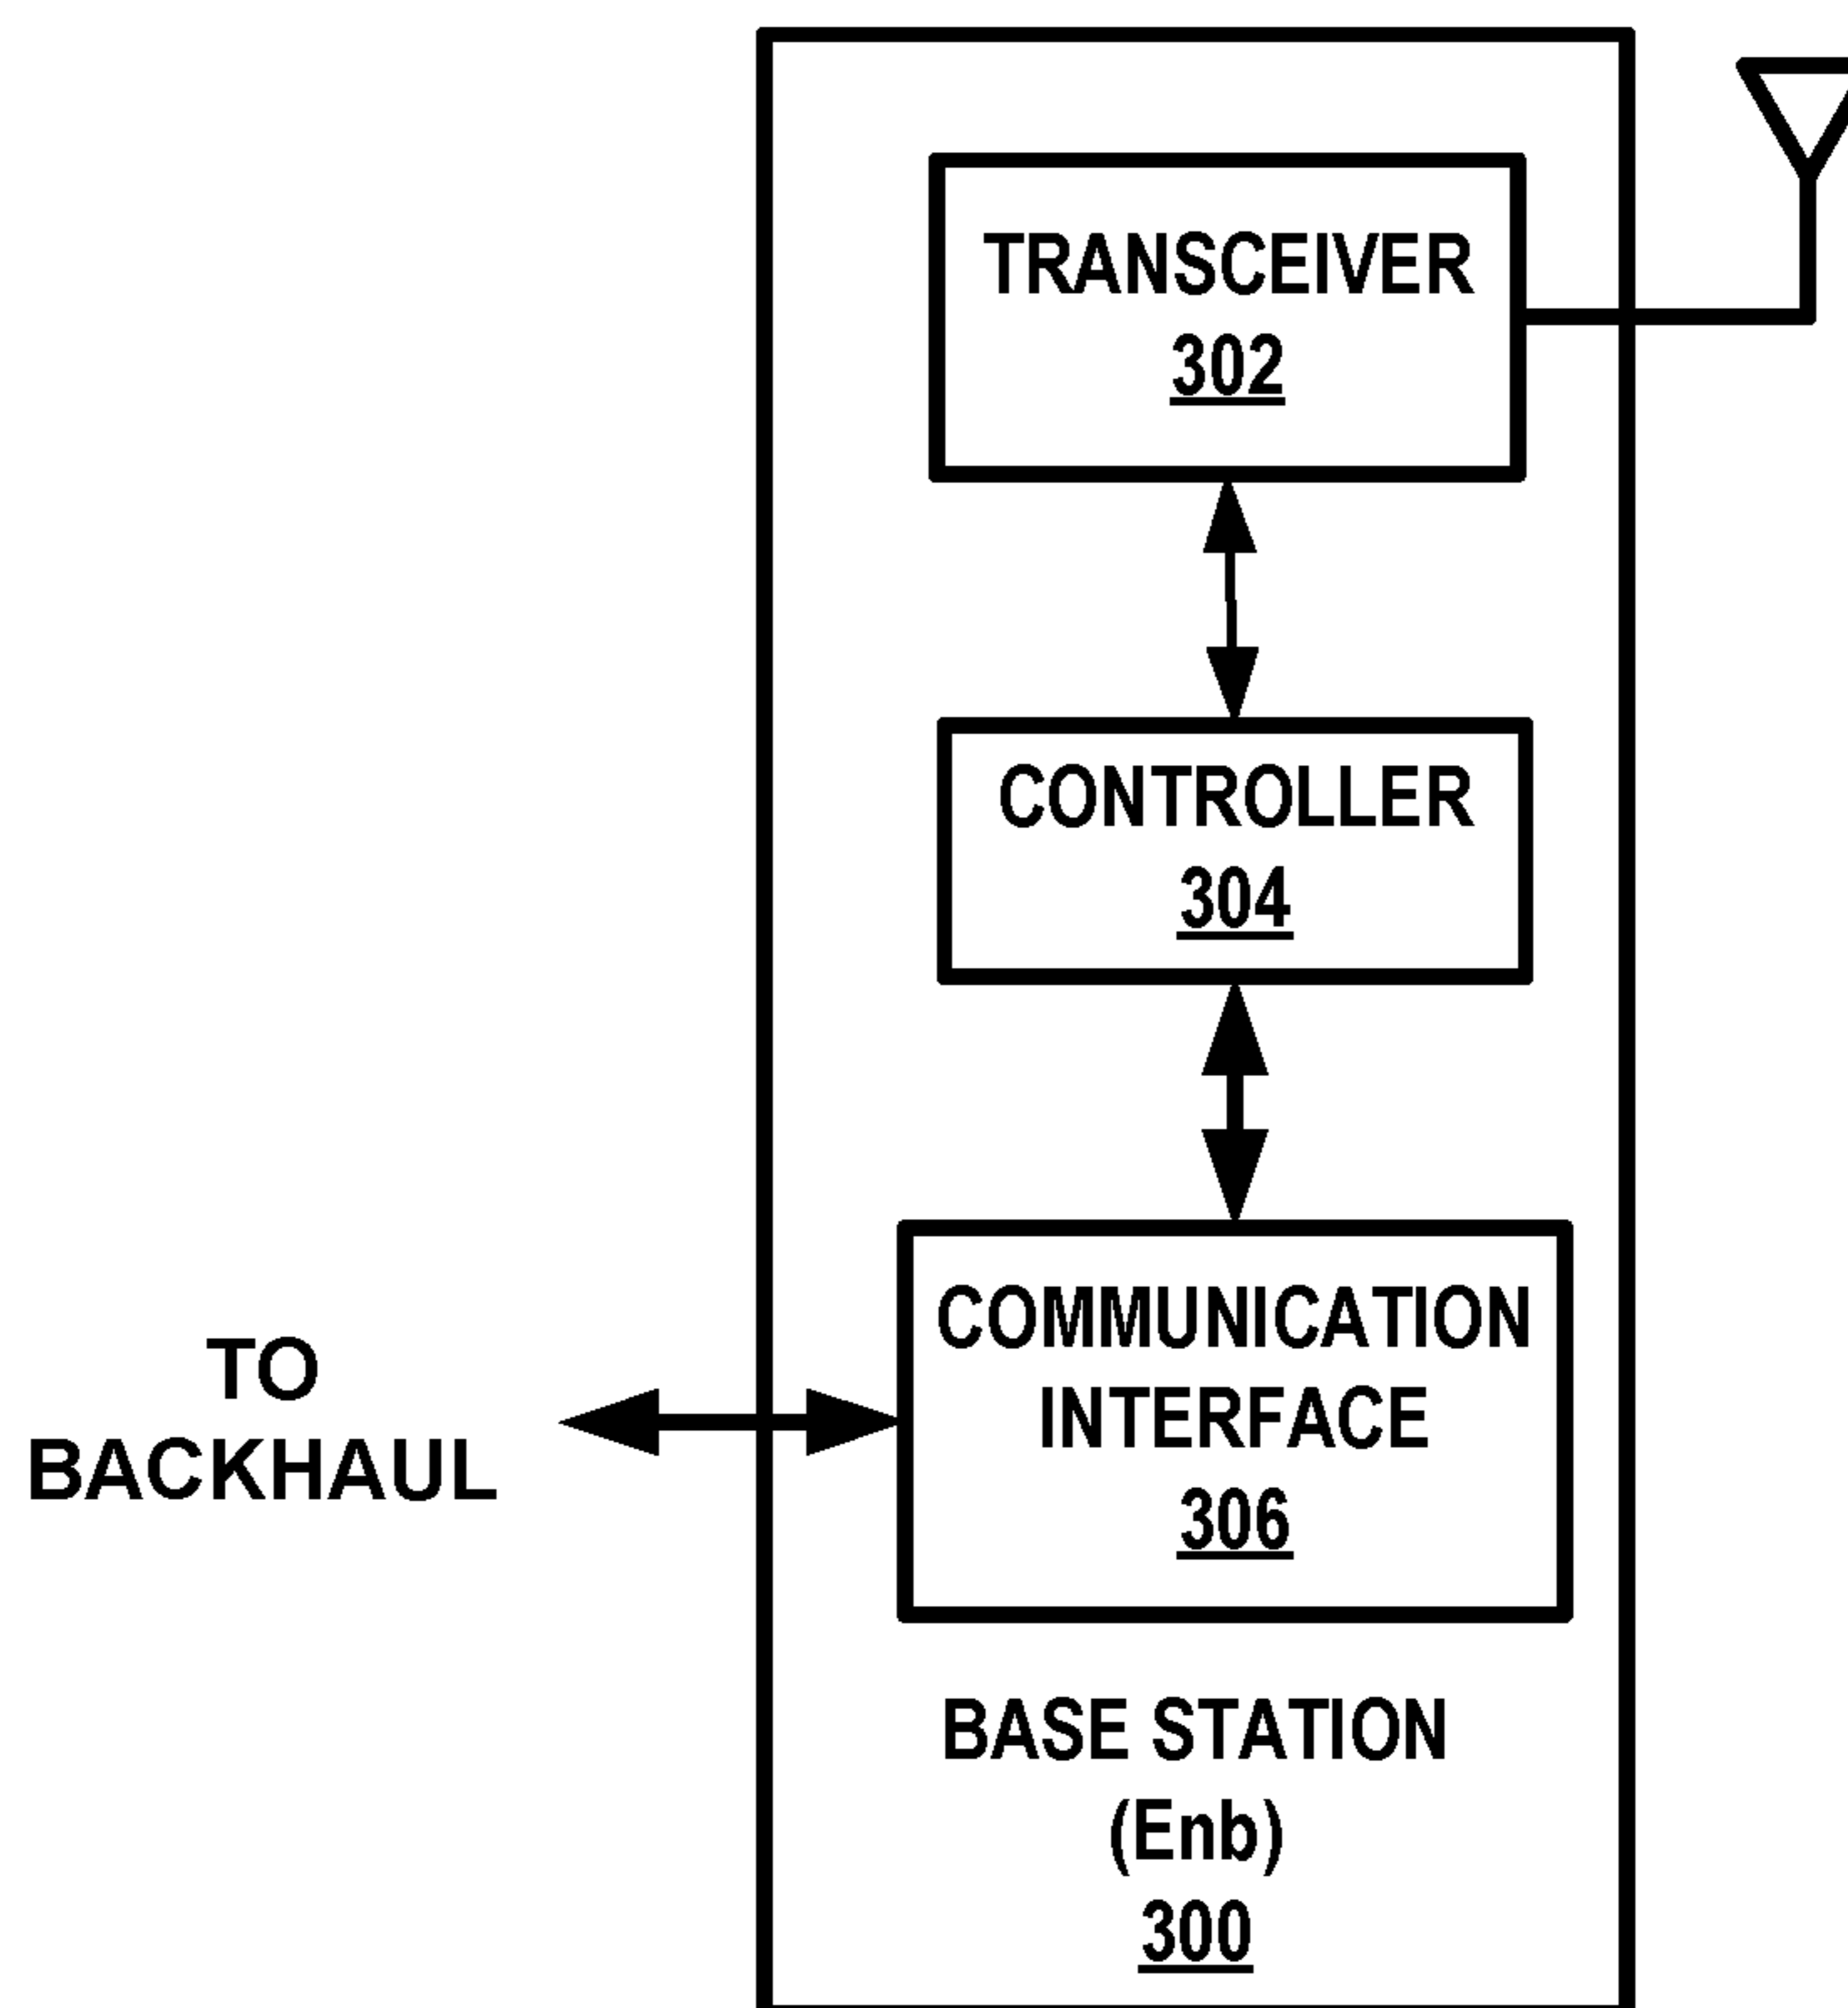 TRANSCEIVER
302
CONTROLLER
304
COMMUNICATION
INTERFACE
306
TO
BACKHAUL
BASE STATION
(Enb)
300